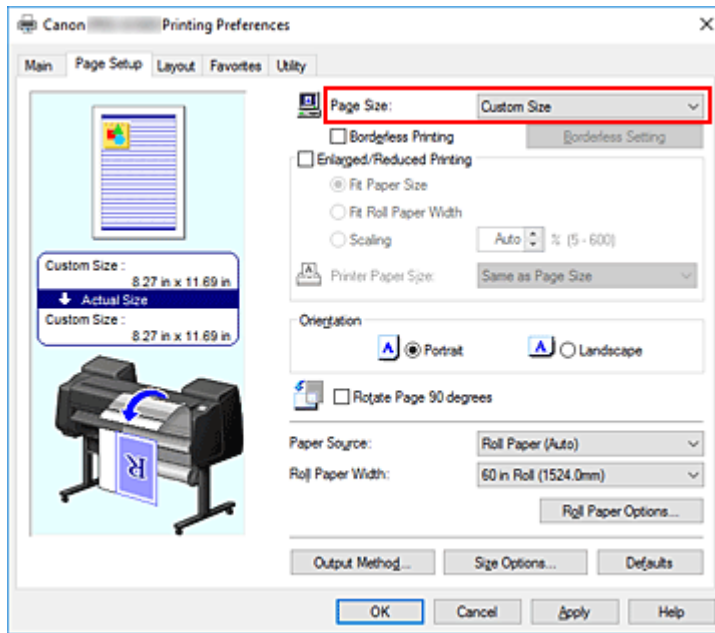 Canon Printing Preferences
Main Page Setup Layout Favorites Utility
Page Size: Custom Size
Borderless Printing Borderless Setting
Enlarged/Reduced Printing
Fit Paper Size
Fit Roll Paper Width
Scaling Auto % (5 - 600)
Printer Paper Size: Same as Page Size
Custom Size :
8.27 in x 11.69 in
Actual Size
Custom Size :
8.27 in x 11.69 in
Orientation
A Portrait A Landscape
Rotate Page 90 degrees
R
Paper Source: Roll Paper (Auto)
Roll Paper Width: 60 in Roll (1524.0mm)
Roll Paper Options...
Output Method... Size Options... Defaults
OK Cancel Apply Help